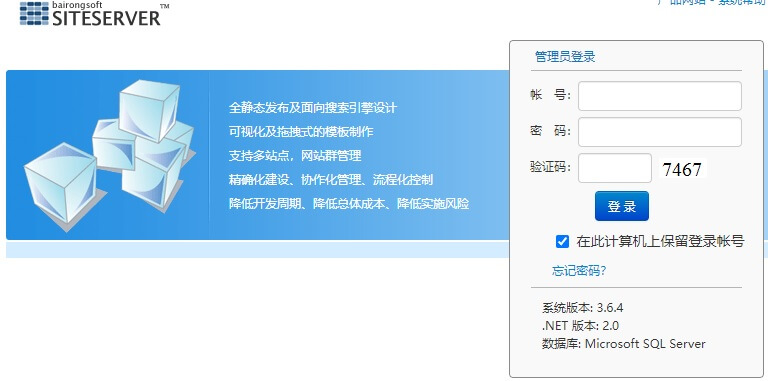 bairongsoft
SITESERVER™
产品网站 - 系统帮助
全静态发布及面向搜索引擎设计
可视化及拖拽式的模板制作
支持多站点，网站群管理
精确化建设、协作化管理、流程化控制
降低开发周期、降低总体成本、降低实施风险
管理员登录
帐 号：
密 码：
验证码：
7467
登 录
在此计算机上保留登录帐号
忘记密码？
系统版本: 3.6.4
.NET 版本: 2.0
数据库: Microsoft SQL Server